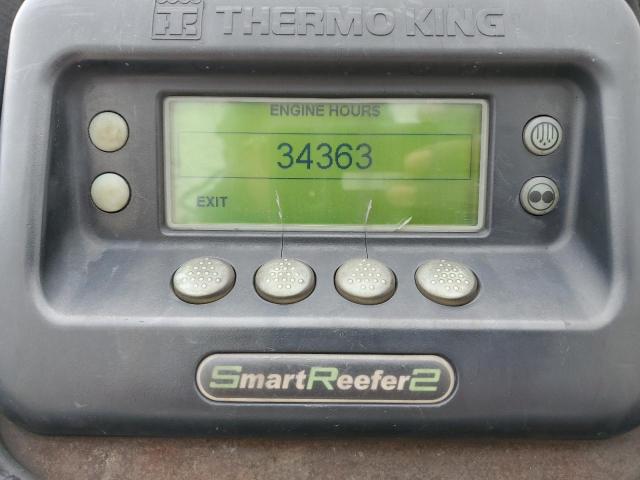 THERMO KING
ENGINE HOURS
34363
EXIT
SmartReefer2